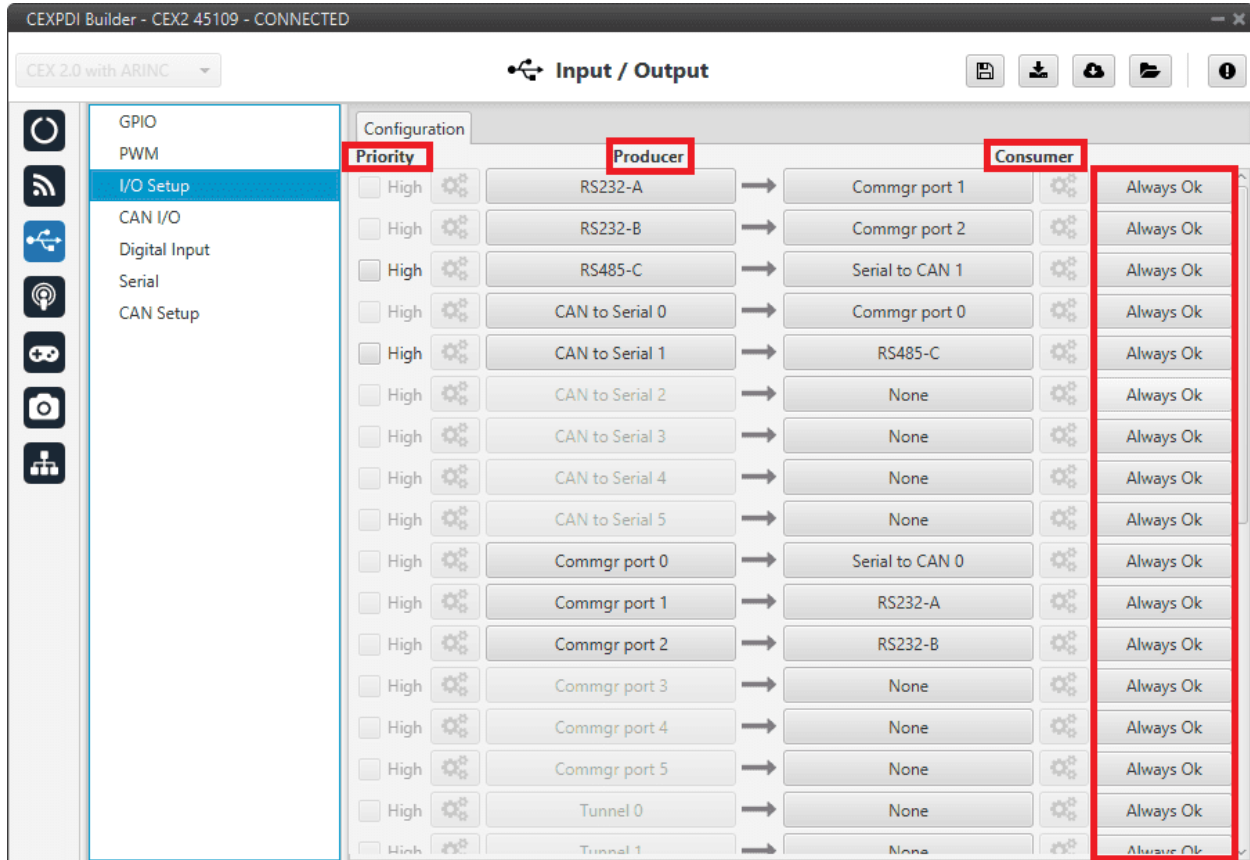 CEXPDI Builder - CEX2 45109 - CONNECTED
CEX 2.0 with ARINC
Input / Output
GPIO
PWM
I/O Setup
CAN I/O
Digital Input
Serial
CAN Setup
Configuration
Priority Producer Consumer
High RS232-A Commgr port 1 Always Ok
High RS232-B Commgr port 2 Always Ok
High RS485-C Serial to CAN 1 Always Ok
High CAN to Serial 0 Commgr port 0 Always Ok
High CAN to Serial 1 RS485-C Always Ok
High CAN to Serial 2 None Always Ok
High CAN to Serial 3 None Always Ok
High CAN to Serial 4 None Always Ok
High CAN to Serial 5 None Always Ok
High Commgr port 0 Serial to CAN 0 Always Ok
High Commgr port 1 RS232-A Always Ok
High Commgr port 2 RS232-B Always Ok
High Commgr port 3 None Always Ok
High Commgr port 4 None Always Ok
High Commgr port 5 None Always Ok
High Tunnel 0 None Always Ok
High Tunnel 1 None Always Ok